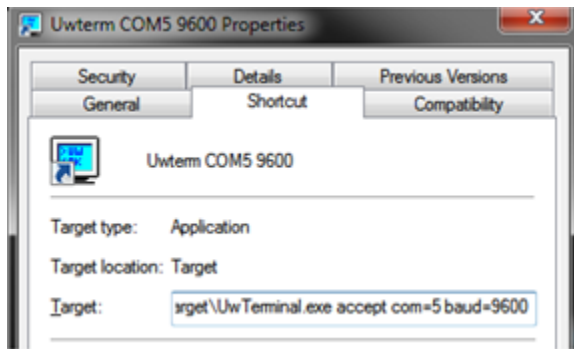 Uwterm COM5 9600 Properties
Security Details Previous Versions
General Shortcut Compatibility
Uwterm COM5 9600
Target type: Application
Target location: Target
Target: arget\UwTerminal.exe accept com=5 baud=9600